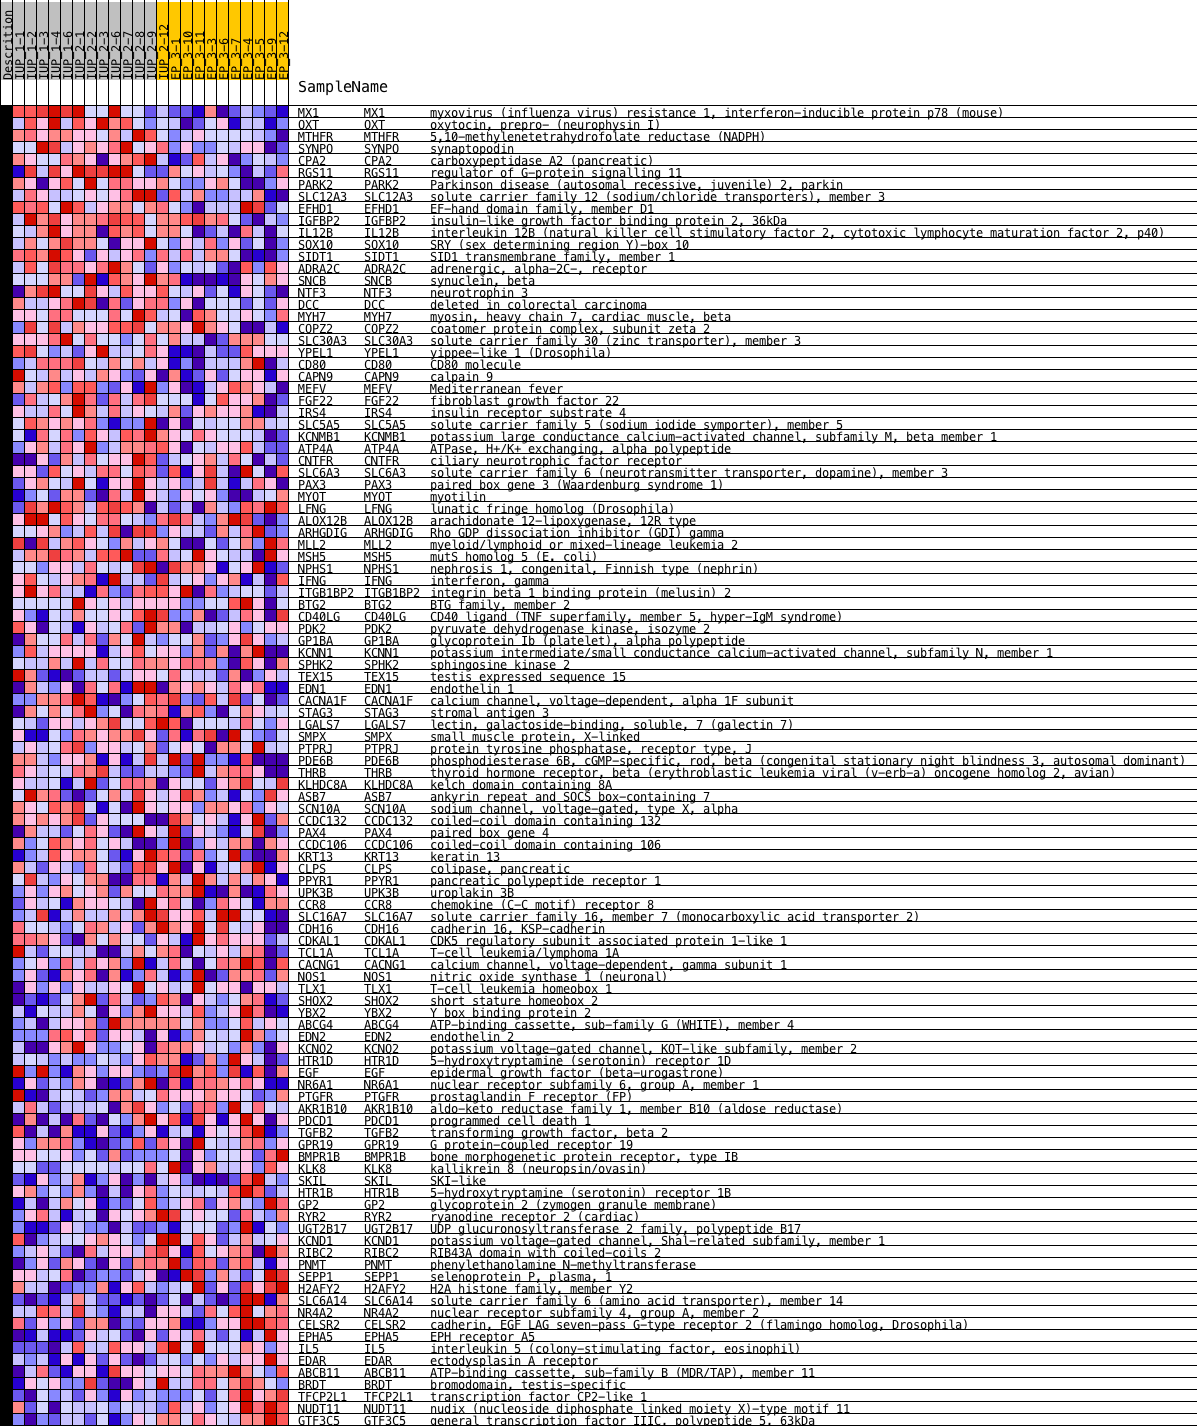 Descrition
IUP_1-1
IUP_1-2
IUP_1-3
IUP_1-4
IUP_1-6
IUP_2-1
IUP_2-2
IUP_2-3
IUP_2-6
IUP_2-7
IUP_2-8
IUP_2-9
IUP_2-12
EP_3-1
EP_3-10
EP_3-11
EP_3-3
EP_3-6
EP_3-7
EP_3-4
EP_3-5
EP_3-9
EP_3-12
SampleName
MX1 MX1 myxovirus (influenza virus) resistance 1, interferon-inducible protein p78 (mouse)
OXT OXT oxytocin, prepro- (neurophysin I)
MTHFR MTHFR 5,10-methylenetetrahydrofolate reductase (NADPH)
SYNPO SYNPO synaptopodin
CPA2 CPA2 carboxypeptidase A2 (pancreatic)
RGS11 RGS11 regulator of G-protein signalling 11
PARK2 PARK2 Parkinson disease (autosomal recessive, juvenile) 2, parkin
SLC12A3 SLC12A3 solute carrier family 12 (sodium/chloride transporters), member 3
EFHD1 EFHD1 EF-hand domain family, member D1
IGFBP2 IGFBP2 insulin-like growth factor binding protein 2, 36kDa
IL12B IL12B interleukin 12B (natural killer cell stimulatory factor 2, cytotoxic lymphocyte maturation factor 2, p40)
SOX10 SOX10 SRY (sex determining region Y)-box 10
SIDT1 SIDT1 SID1 transmembrane family, member 1
ADRA2C ADRA2C adrenergic, alpha-2C-, receptor
SNCB SNCB synuclein, beta
NTF3 NTF3 neurotrophin 3
DCC DCC deleted in colorectal carcinoma
MYH7 MYH7 myosin, heavy chain 7, cardiac muscle, beta
COPZ2 COPZ2 coatomer protein complex, subunit zeta 2
SLC30A3 SLC30A3 solute carrier family 30 (zinc transporter), member 3
YPEL1 YPEL1 yippee-like 1 (Drosophila)
CD80 CD80 CD80 molecule
CAPN9 CAPN9 calpain 9
MEFV MEFV Mediterranean fever
FGF22 FGF22 fibroblast growth factor 22
IRS4 IRS4 insulin receptor substrate 4
SLC5A5 SLC5A5 solute carrier family 5 (sodium iodide symporter), member 5
KCNMB1 KCNMB1 potassium large conductance calcium-activated channel, subfamily M, beta member 1
ATP4A ATP4A ATPase, H+/K+ exchanging, alpha polypeptide
CNTFR CNTFR ciliary neurotrophic factor receptor
SLC6A3 SLC6A3 solute carrier family 6 (neurotransmitter transporter, dopamine), member 3
PAX3 PAX3 paired box gene 3 (Waardenburg syndrome 1)
MYOT MYOT myotilin
LFNG LFNG lunatic fringe homolog (Drosophila)
ALOX12B ALOX12B arachidonate 12-lipoxygenase, 12R type
ARHGDIG ARHGDIG Rho GDP dissociation inhibitor (GDI) gamma
MLL2 MLL2 myeloid/lymphoid or mixed-lineage leukemia 2
MSH5 MSH5 mutS homolog 5 (E. coli)
NPHS1 NPHS1 nephrosis 1, congenital, Finnish type (nephrin)
IFNG IFNG interferon, gamma
ITGB1BP2 ITGB1BP2 integrin beta 1 binding protein (melusin) 2
BTG2 BTG2 BTG family, member 2
CD40LG CD40LG CD40 ligand (TNF superfamily, member 5, hyper-IgM syndrome)
PDK2 PDK2 pyruvate dehydrogenase kinase, isozyme 2
GP1BA GP1BA glycoprotein Ib (platelet), alpha polypeptide
KCNN1 KCNN1 potassium intermediate/small conductance calcium-activated channel, subfamily N, member 1
SPHK2 SPHK2 sphingosine kinase 2
TEX15 TEX15 testis expressed sequence 15
EDN1 EDN1 endothelin 1
CACNA1F CACNA1F calcium channel, voltage-dependent, alpha 1F subunit
STAG3 STAG3 stromal antigen 3
LGALS7 LGALS7 lectin, galactoside-binding, soluble, 7 (galectin 7)
SMPX SMPX small muscle protein, X-linked
PTPRJ PTPRJ protein tyrosine phosphatase, receptor type, J
PDE6B PDE6B phosphodiesterase 6B, cGMP-specific, rod, beta (congenital stationary night blindness 3, autosomal dominant)
THRB THRB thyroid hormone receptor, beta (erythroblastic leukemia viral (v-erb-a) oncogene homolog 2, avian)
KLHDC8A KLHDC8A kelch domain containing 8A
ASB7 ASB7 ankyrin repeat and SOCS box-containing 7
SCN10A SCN10A sodium channel, voltage-gated, type X, alpha
CCDC132 CCDC132 coiled-coil domain containing 132
PAX4 PAX4 paired box gene 4
CCDC106 CCDC106 coiled-coil domain containing 106
KRT13 KRT13 keratin 13
CLPS CLPS colipase, pancreatic
PPYR1 PPYR1 pancreatic polypeptide receptor 1
UPK3B UPK3B uroplakin 3B
CCR8 CCR8 chemokine (C-C motif) receptor 8
SLC16A7 SLC16A7 solute carrier family 16, member 7 (monocarboxylic acid transporter 2)
CDH16 CDH16 cadherin 16, KSP-cadherin
CDKAL1 CDKAL1 CDK5 regulatory subunit associated protein 1-like 1
TCL1A TCL1A T-cell leukemia/lymphoma 1A
CACNG1 CACNG1 calcium channel, voltage-dependent, gamma subunit 1
NOS1 NOS1 nitric oxide synthase 1 (neuronal)
TLX1 TLX1 T-cell leukemia homeobox 1
SHOX2 SHOX2 short stature homeobox 2
YBX2 YBX2 Y box binding protein 2
ABCG4 ABCG4 ATP-binding cassette, sub-family G (WHITE), member 4
EDN2 EDN2 endothelin 2
KCNO2 KCNO2 potassium voltage-gated channel, KOT-like subfamily, member 2
HTR1D HTR1D 5-hydroxytryptamine (serotonin) receptor 1D
EGF EGF epidermal growth factor (beta-urogastrone)
NR6A1 NR6A1 nuclear receptor subfamily 6, group A, member 1
PTGFR PTGFR prostaglandin F receptor (FP)
AKR1B10 AKR1B10 aldo-keto reductase family 1, member B10 (aldose reductase)
PDCD1 PDCD1 programmed cell death 1
TGFB2 TGFB2 transforming growth factor, beta 2
GPR19 GPR19 G protein-coupled receptor 19
BMPR1B BMPR1B bone morphogenetic protein receptor, type IB
KLK8 KLK8 kallikrein 8 (neuropsin/ovasin)
SKIL SKIL SKI-like
HTR1B HTR1B 5-hydroxytryptamine (serotonin) receptor 1B
GP2 GP2 glycoprotein 2 (zymogen granule membrane)
RYR2 RYR2 ryanodine receptor 2 (cardiac)
UGT2B17 UGT2B17 UDP glucuronosyltransferase 2 family, polypeptide B17
KCND1 KCND1 potassium voltage-gated channel, Shal-related subfamily, member 1
RIBC2 RIBC2 RIB43A domain with coiled-coils 2
PNMT PNMT phenylethanolamine N-methyltransferase
SEPP1 SEPP1 selenoprotein P, plasma, 1
H2AFY2 H2AFY2 H2A histone family, member Y2
SLC6A14 SLC6A14 solute carrier family 6 (amino acid transporter), member 14
NR4A2 NR4A2 nuclear receptor subfamily 4, group A, member 2
CELSR2 CELSR2 cadherin, EGF LAG seven-pass G-type receptor 2 (flamingo homolog, Drosophila)
EPHA5 EPHA5 EPH receptor A5
IL5 IL5 interleukin 5 (colony-stimulating factor, eosinophil)
EDAR EDAR ectodysplasin A receptor
ABCB11 ABCB11 ATP-binding cassette, sub-family B (MDR/TAP), member 11
BRDT BRDT bromodomain, testis-specific
TFCP2L1 TFCP2L1 transcription factor CP2-like 1
NUDT11 NUDT11 nudix (nucleoside diphosphate linked moiety X)-type motif 11
GTF3C5 GTF3C5 general transcription factor IIIC, polypeptide 5, 63kDa